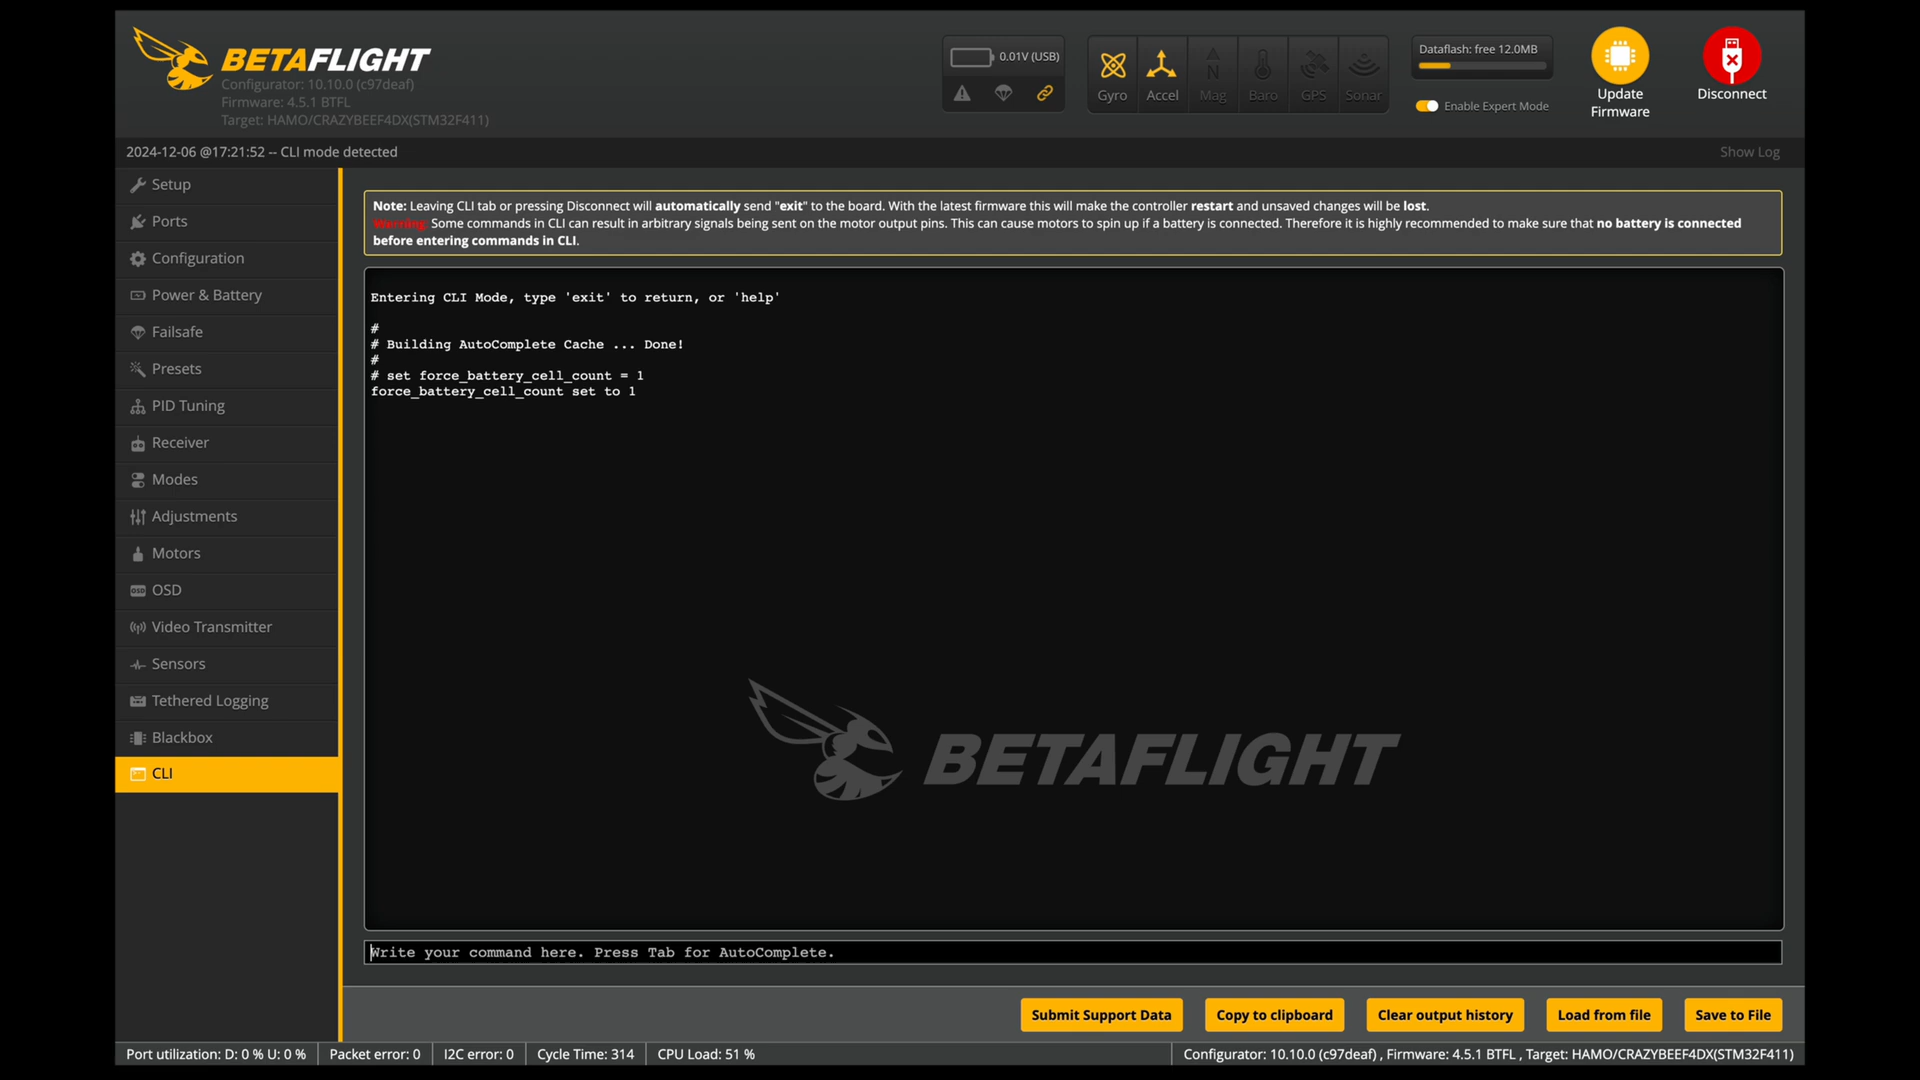 BETAFLIGHT
Configurator: 10.10.0 (c97deaf)
Firmware: 4.5.1 BTFL
Target: HAMO/CRAZYBEEF4DX(STM32F411)
0.01V (USB)
Gyro
Accel
Mag
Baro
GPS
Sonar
Dataflash: free 12.0MB
Enable Expert Mode
Update
Firmware
Disconnect
2024-12-06 @17:21:52 -- CLI mode detected
Show Log
Setup
Ports
Configuration
Power & Battery
Failsafe
Presets
PID Tuning
Receiver
Modes
Adjustments
Motors
OSD
Video Transmitter
Sensors
Tethered Logging
Blackbox
CLI
Note: Leaving CLI tab or pressing Disconnect will automatically send "exit" to the board. With the latest firmware this will make the controller restart and unsaved changes will be lost.
Warning: Some commands in CLI can result in arbitrary signals being sent on the motor output pins. This can cause motors to spin up if a battery is connected. Therefore it is highly recommended to make sure that no battery is connected
before entering commands in CLI.
Entering CLI Mode, type 'exit' to return, or 'help'
#
# Building AutoComplete Cache ... Done!
#
# set force_battery_cell_count = 1
force_battery_cell_count set to 1
BETAFLIGHT
Write your command here. Press Tab for AutoComplete.
Submit Support Data
Copy to clipboard
Clear output history
Load from file
Save to File
Port utilization: D: 0 % U: 0 %
Packet error: 0
I2C error: 0
Cycle Time: 314
CPU Load: 51 %
Configurator: 10.10.0 (c97deaf) , Firmware: 4.5.1 BTFL , Target: HAMO/CRAZYBEEF4DX(STM32F411)